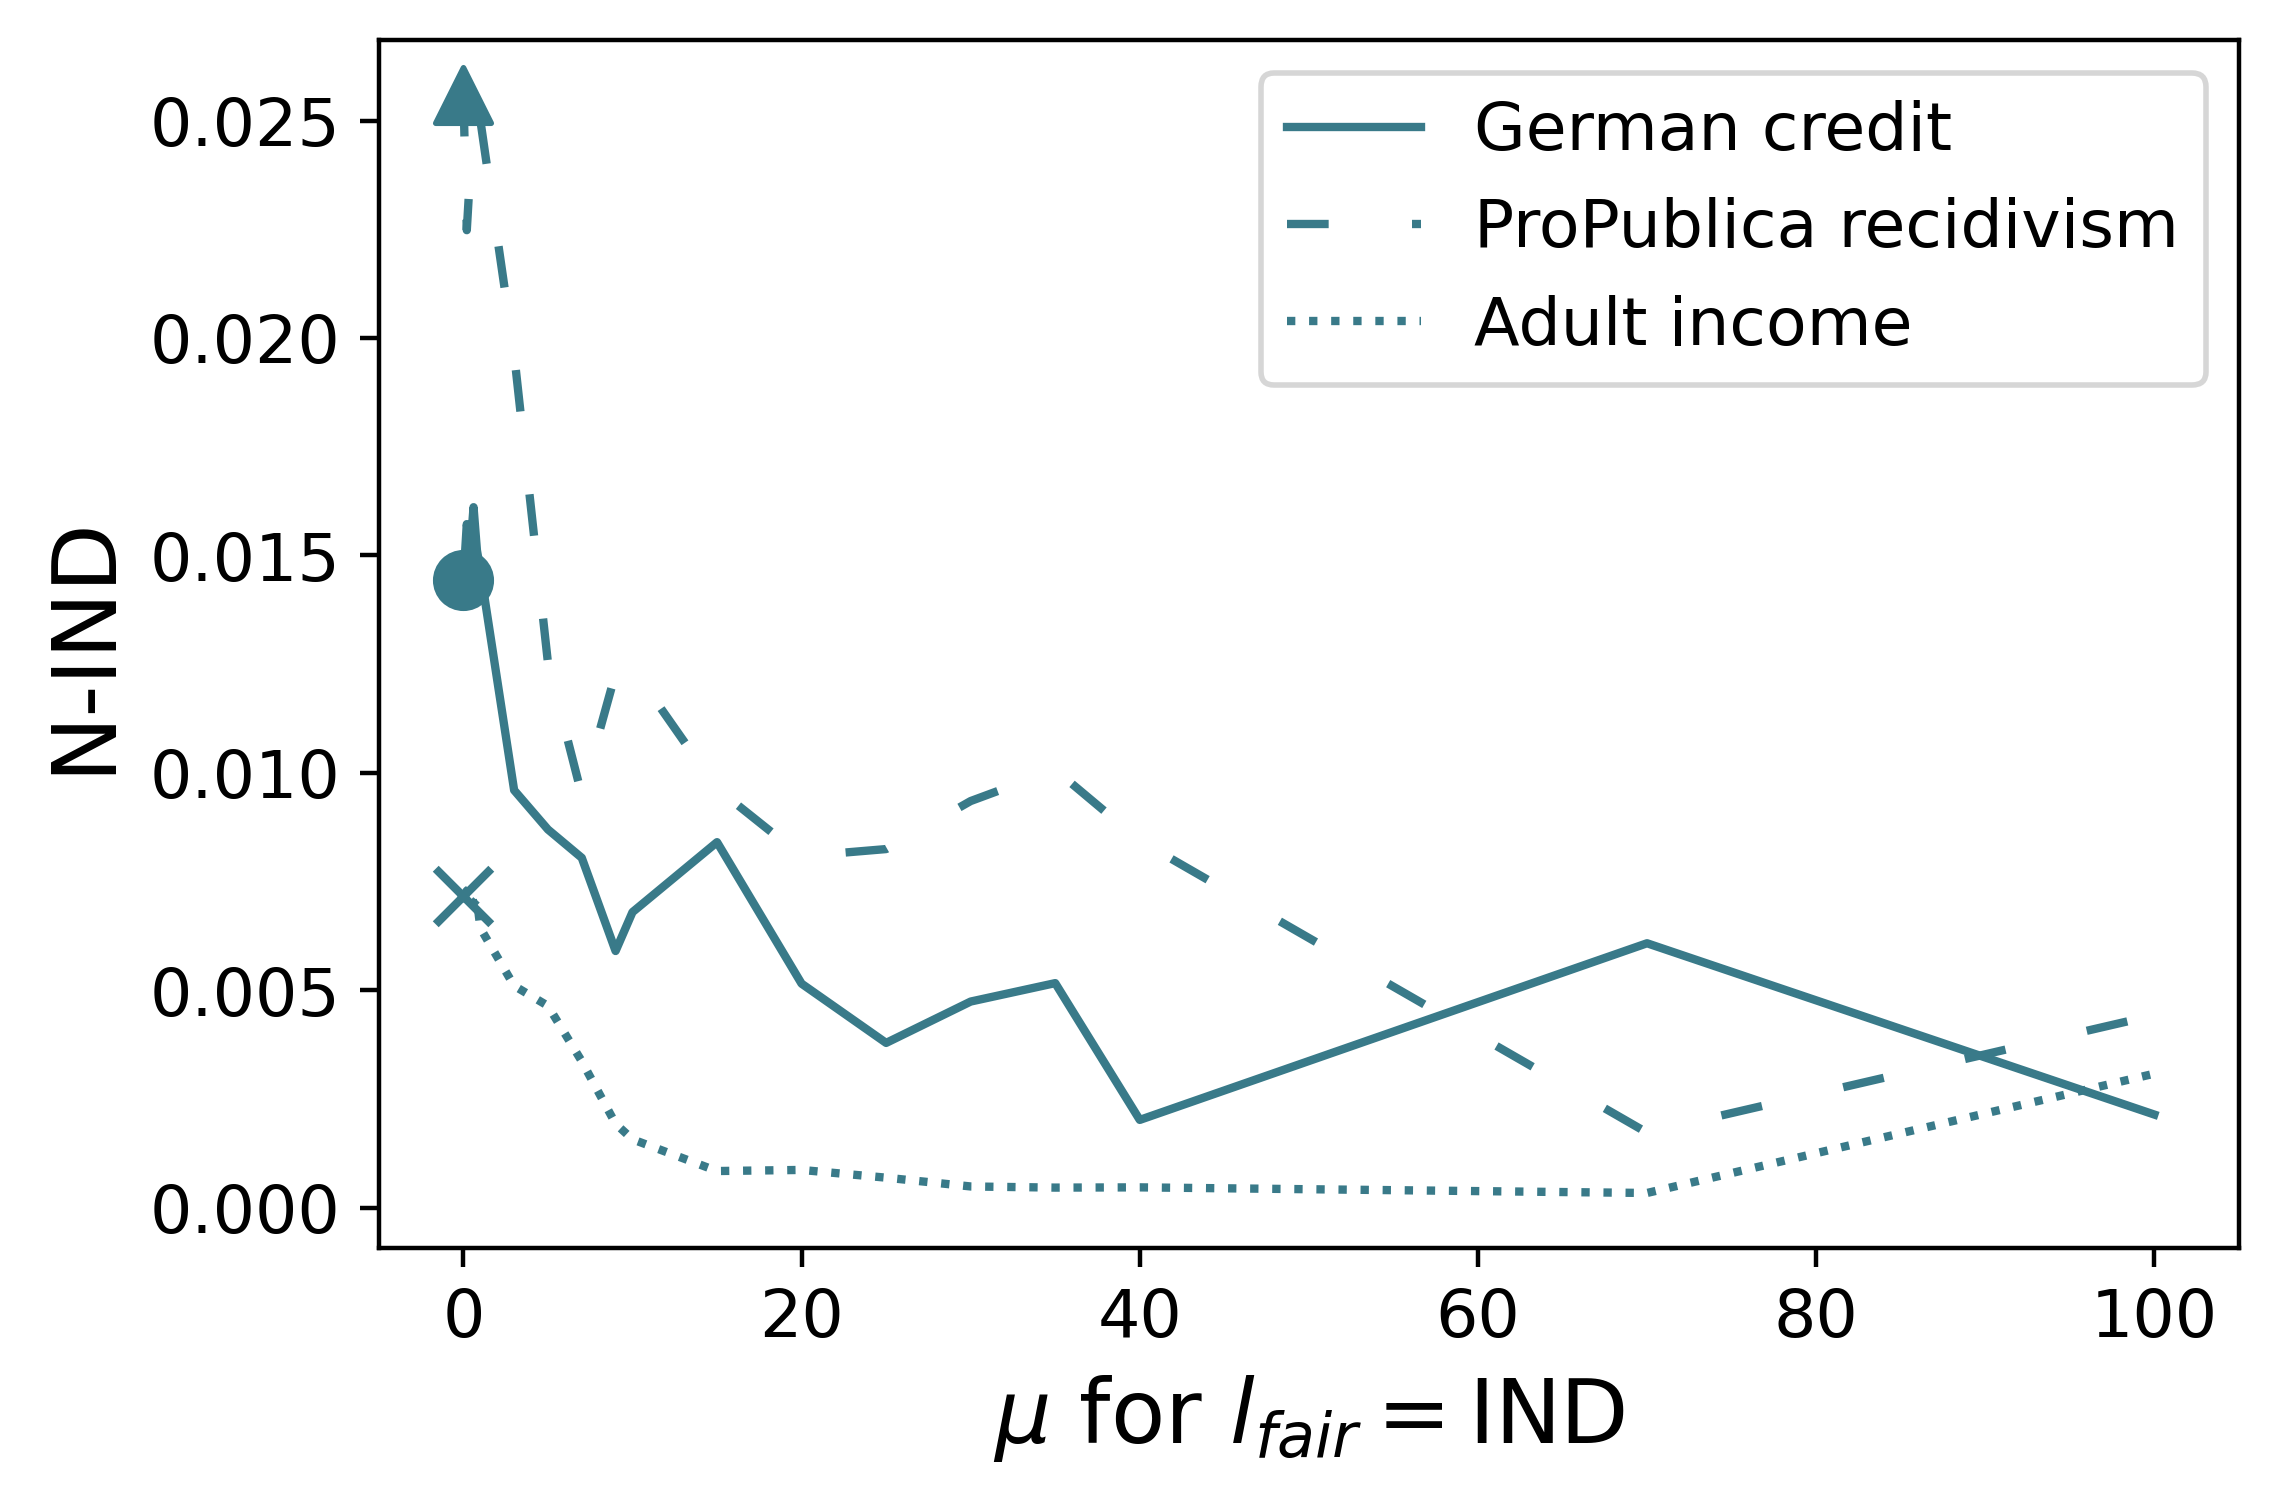 0.025
0.020
0.015
0.010
0.005
0.000
N-IND
German credit
ProPublica recidivism
Adult income
0 20 40 60 80 100
μ for l_fair = IND